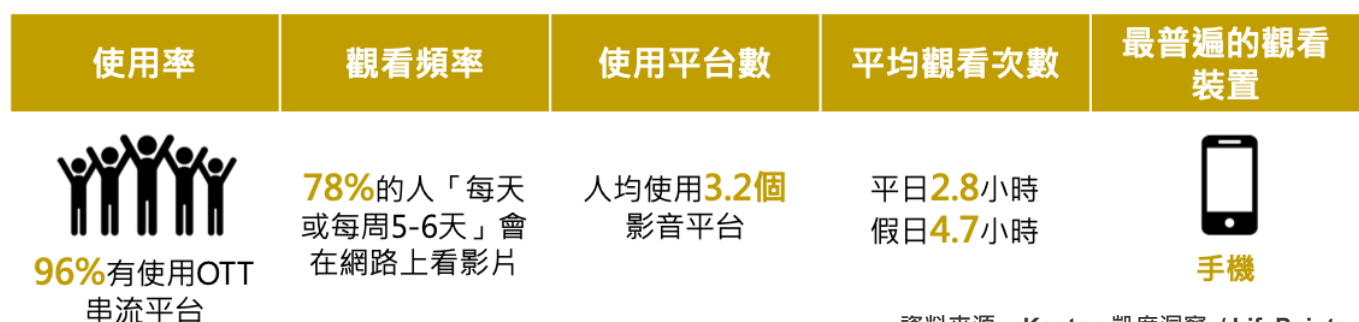 使用率
觀看頻率
使用平台數
平均觀看次數
最普遍的觀看
裝置
96%有使用OTT
串流平台
78%的人「每天
或每周5-6天」會
在網路上看影片
人均使用3.2個
影音平台
平日2.8小時
假日4.7小時
手機